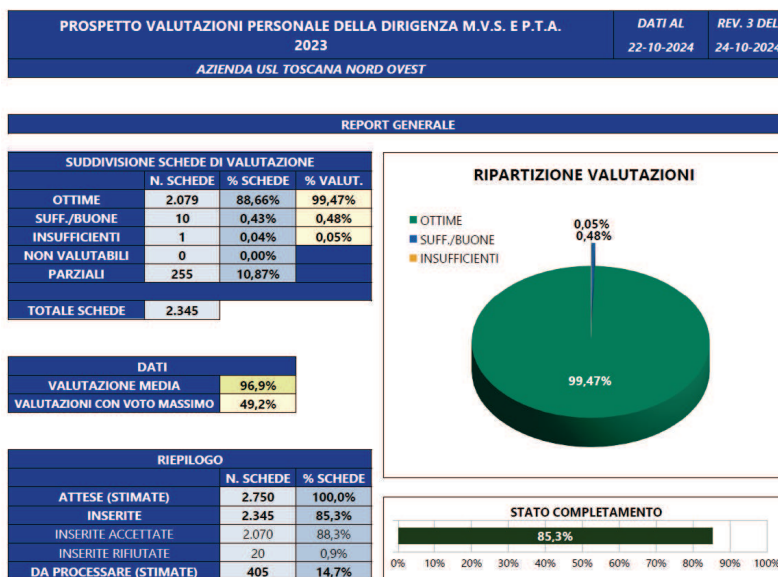 PROSPETTO VALUTAZIONI PERSONALE DELLA DIRIGENZA M.V.S. E P.T.A.
2023
DATI AL
22-10-2024
REV. 3 DEL
24-10-2024
AZIENDA USL TOSCANA NORD OVEST
REPORT GENERALE
SUDDIVISIONE SCHEDE DI VALUTAZIONE
N. SCHEDE % SCHEDE % VALUT.
OTTIME 2.079 88,66% 99,47%
SUFF./BUONE 10 0,43% 0,48%
INSUFFICIENTI 1 0,04% 0,05%
NON VALUTABILI 0 0,00%
PARZIALI 255 10,87%
TOTALE SCHEDE 2.345
DATI
VALUTAZIONE MEDIA 96,9%
VALUTAZIONI CON VOTO MASSIMO 49,2%
RIPARTIZIONE VALUTAZIONI
OTTIME
SUFF./BUONE
INSUFFICIENTI
0,05%
0,48%
99,47%
RIEPILOGO
N. SCHEDE % SCHEDE
ATTESE (STIMATE) 2.750 100,0%
INSERITE 2.345 85,3%
INSERITE ACCETTATE 2.070 88,3%
INSERITE RIFIUTATE 20 0,9%
DA PROCESSARE (STIMATE) 405 14,7%
STATO COMPLETAMENTO
85,3%
0% 10% 20% 30% 40% 50% 60% 70% 80% 90% 100%